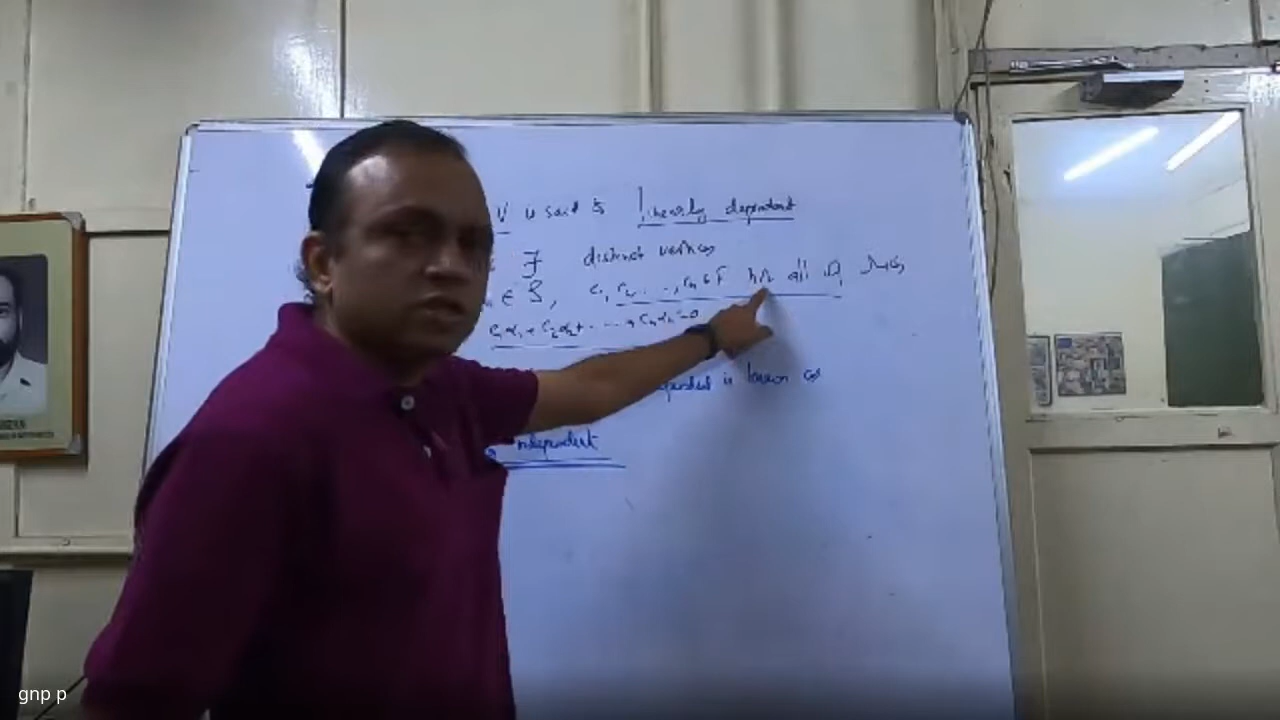 V is said to linearly dependent
∃ distinct vectors
∈ S, c₁, c₂, ..., cₙ ∈ F not all 0, such
c₁α₁ + c₂α₂ + ... + cₙαₙ = 0
is known as
independent
gnp p